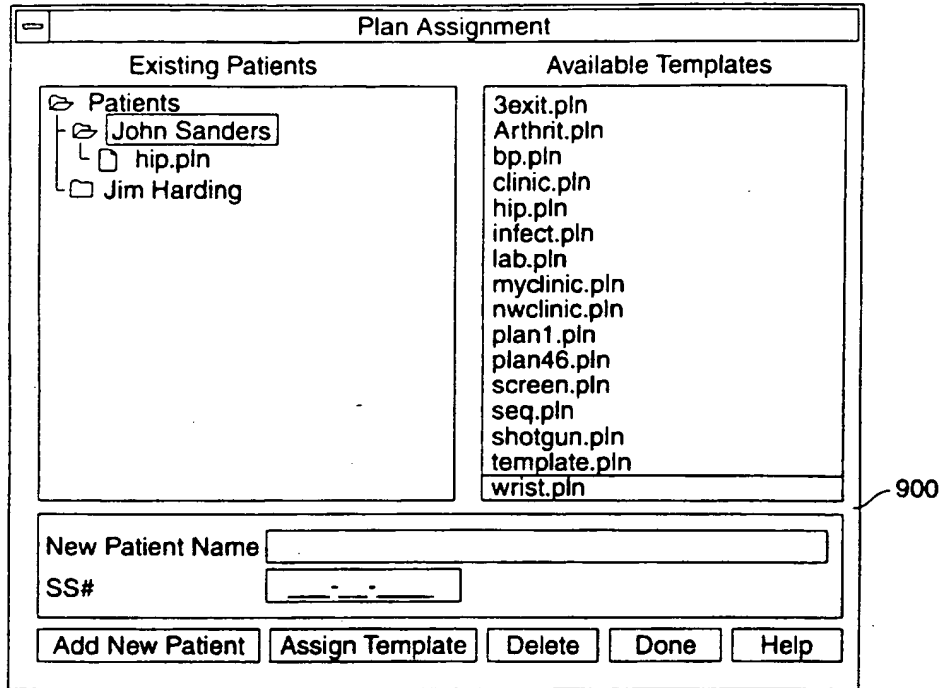 Plan Assignment
Existing Patients
Patients
John Sanders
hip.pln
Jim Harding
Available Templates
3exit.pln
Arthrit.pln
bp.pln
clinic.pln
hip.pln
infect.pln
lab.pln
myclinic.pln
nwclinic.pln
plan1.pln
plan46.pln
screen.pln
seq.pln
shotgun.pln
template.pln
wrist.pln
900
New Patient Name
SS# ___-__-____
Add New Patient Assign Template Delete Done Help